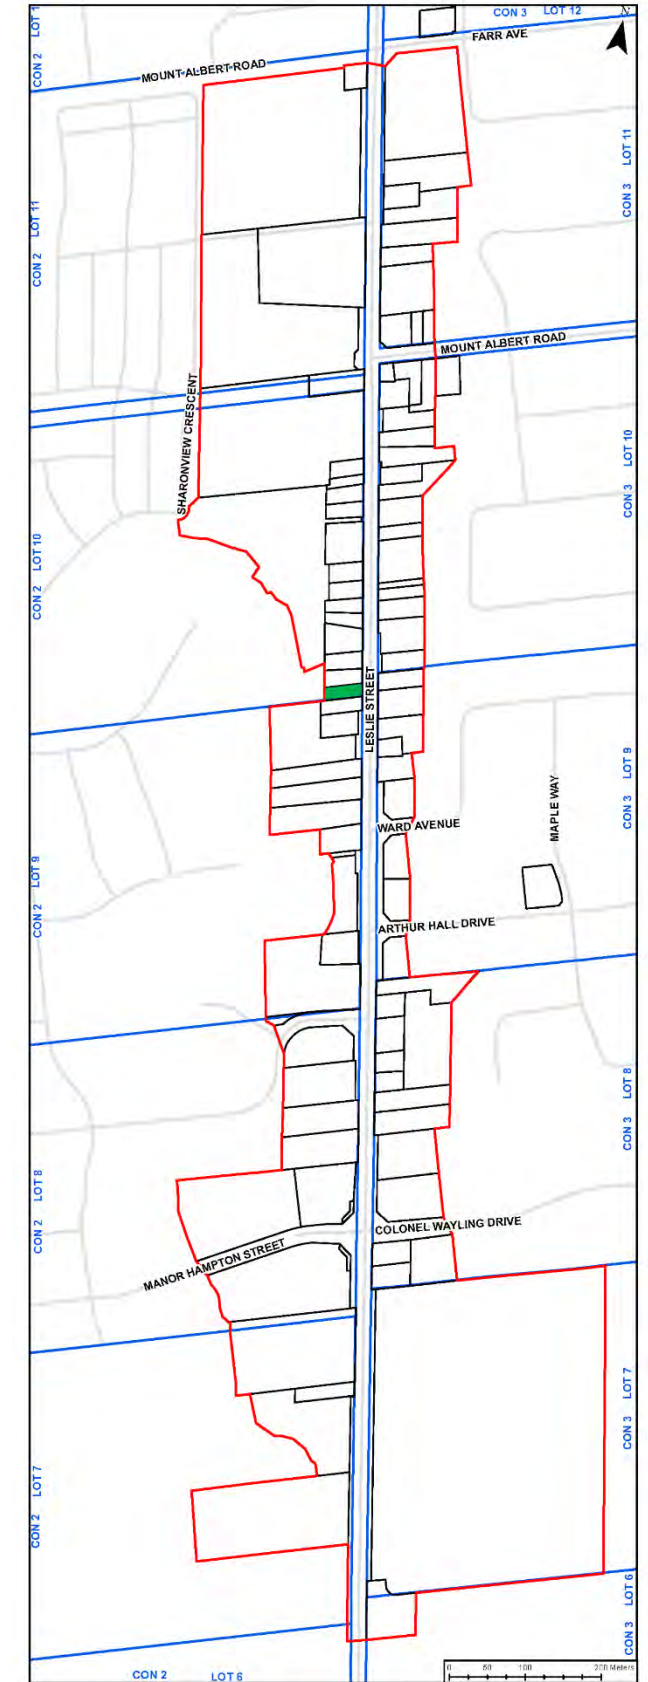 CON 3 LOT 12
N
FARR AVE
CON 2 LOT 1
MOUNT ALBERT ROAD
CON 3 LOT 11
CON 2 LOT 11
MOUNT ALBERT ROAD
SHARONVIEW CRESCENT
CON 3 LOT 10
CON 2 LOT 10
LESLIE STREET
CON 3 LOT 9
MAPLE WAY
WARD AVENUE
CON 2 LOT 9
ARTHUR HALL DRIVE
CON 3 LOT 8
CON 2 LOT 8
COLONEL WAYLING DRIVE
MANOR HAMPTON STREET
CON 3 LOT 7
CON 2 LOT 7
CON 3 LOT 6
CON 2 LOT 6
0 50 100 200 Meters